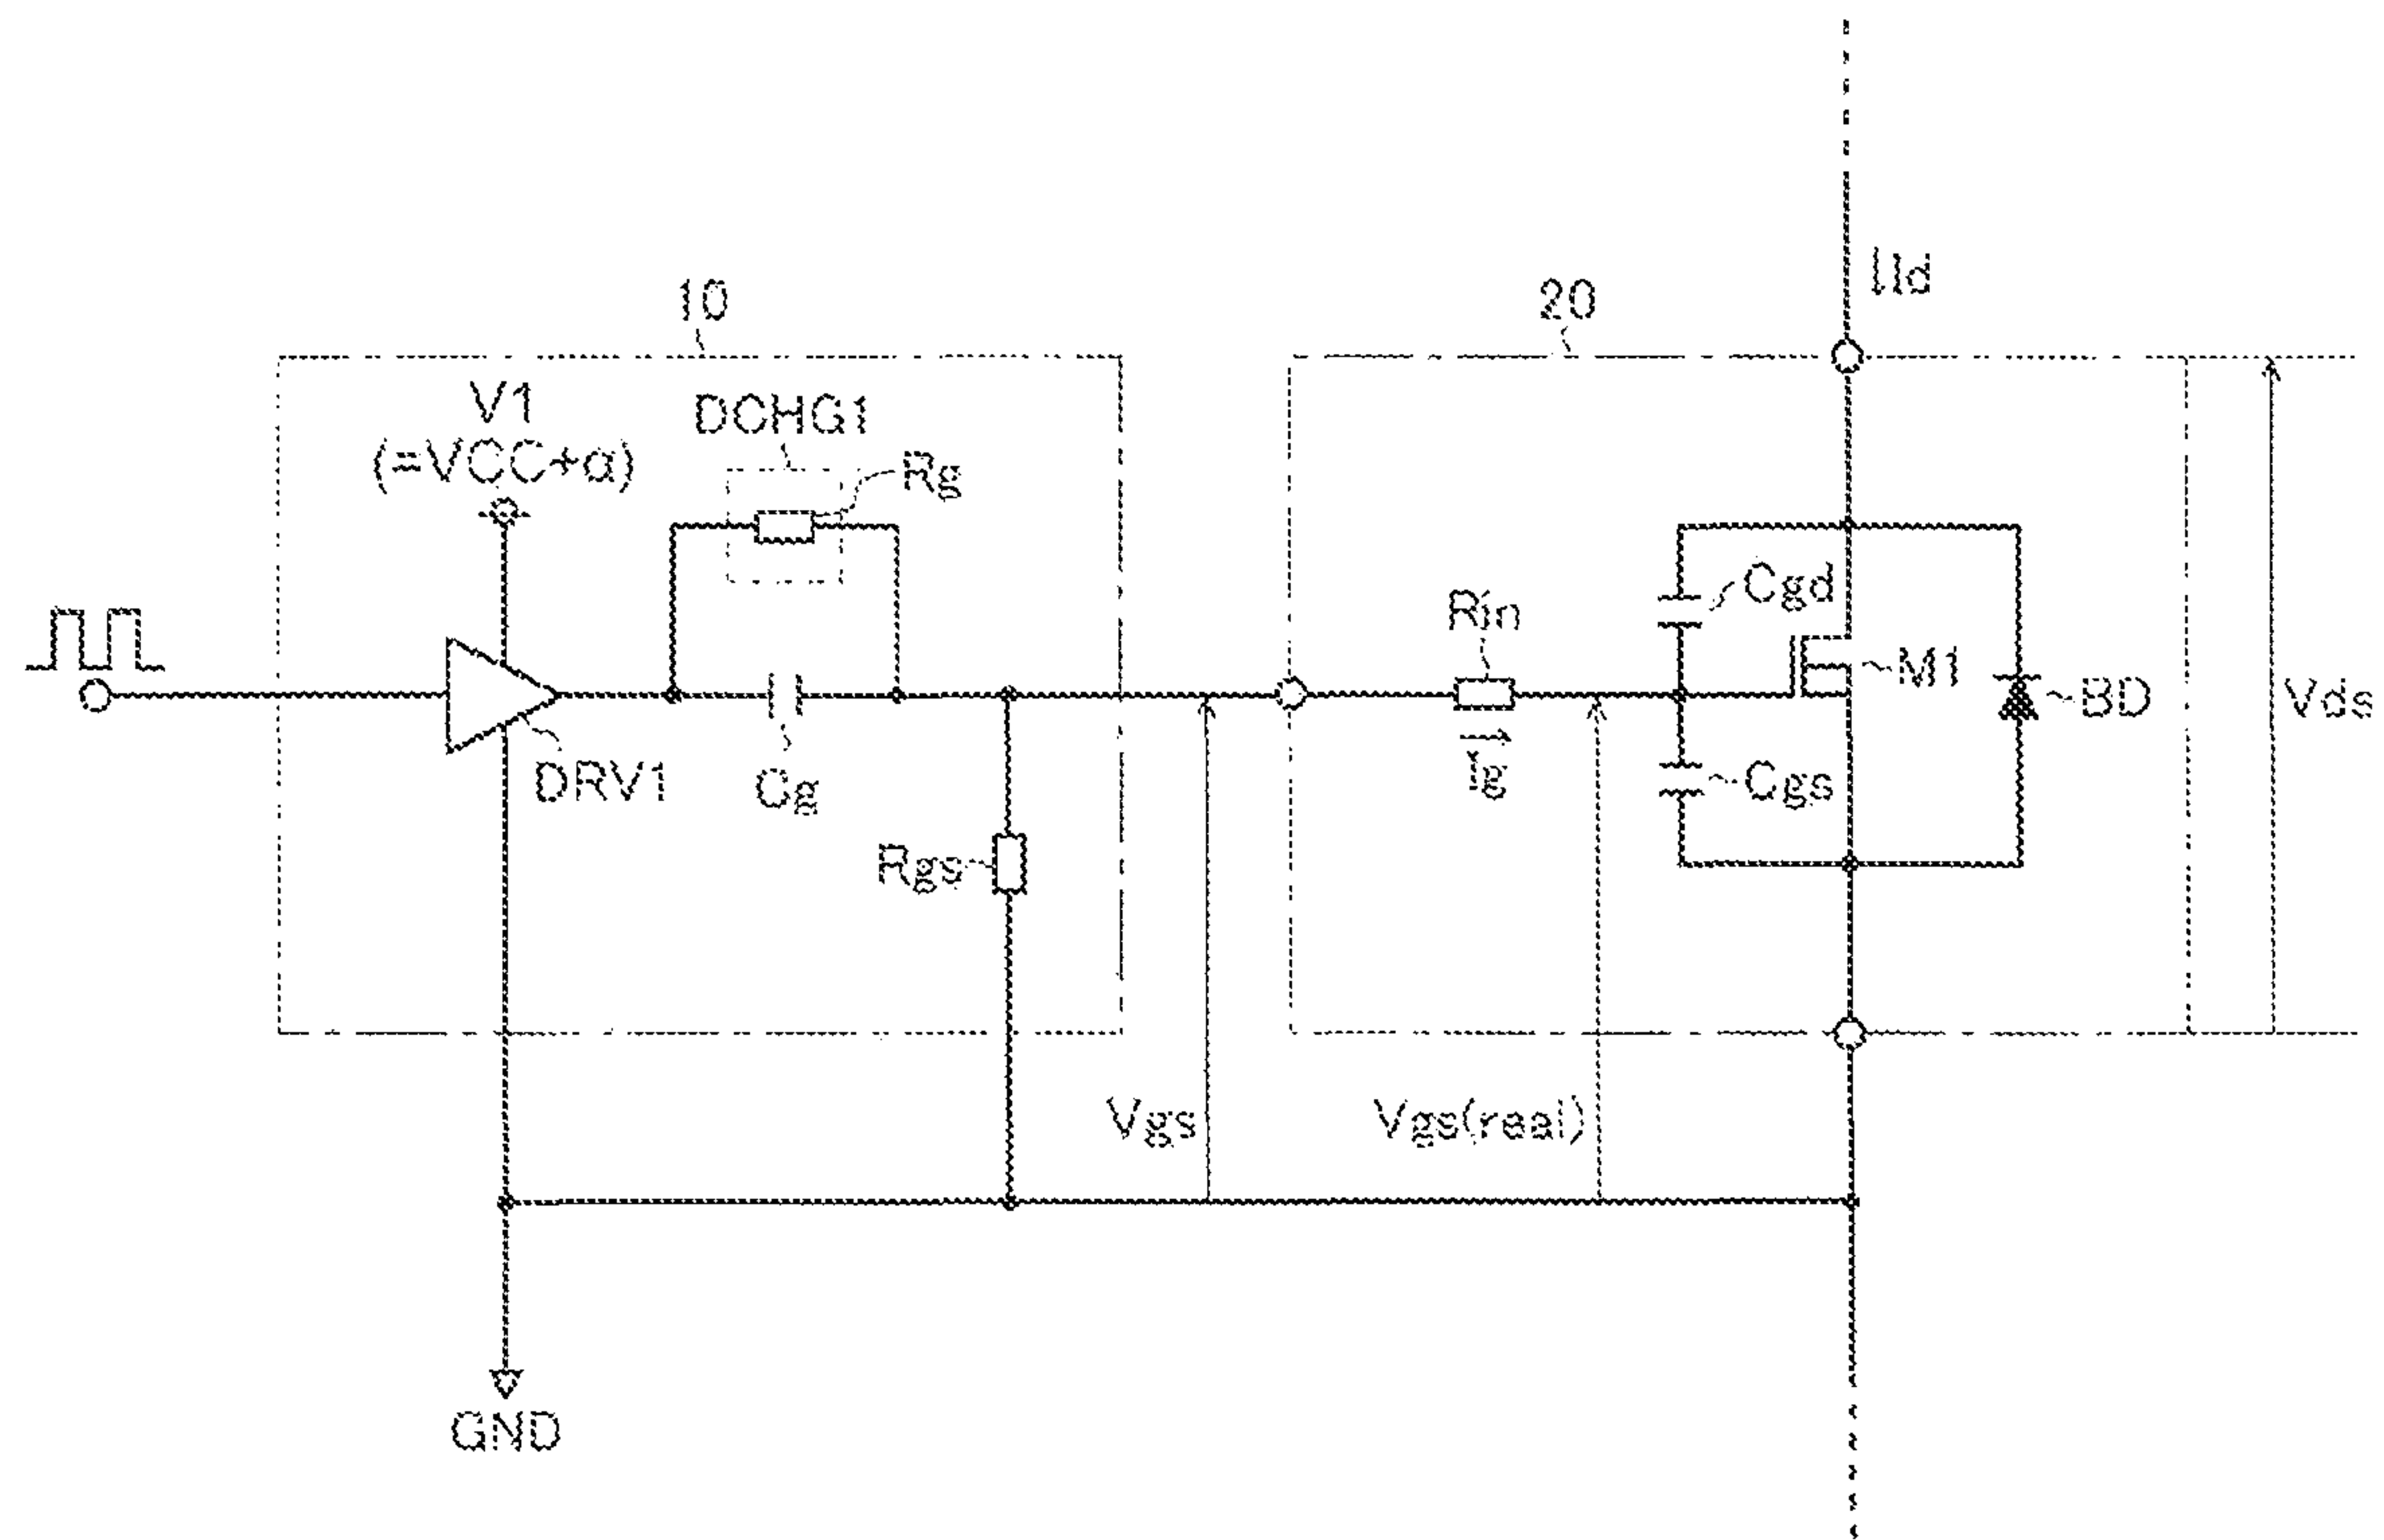 ↓Id
10
20
V1
(=VCC+α)
DCHG1
Rg
Cgd
Rin
M1
BD
Vds
DRV1
Cg
Ig
Cgs
Rgs
Vgs
Vgs(real)
GND